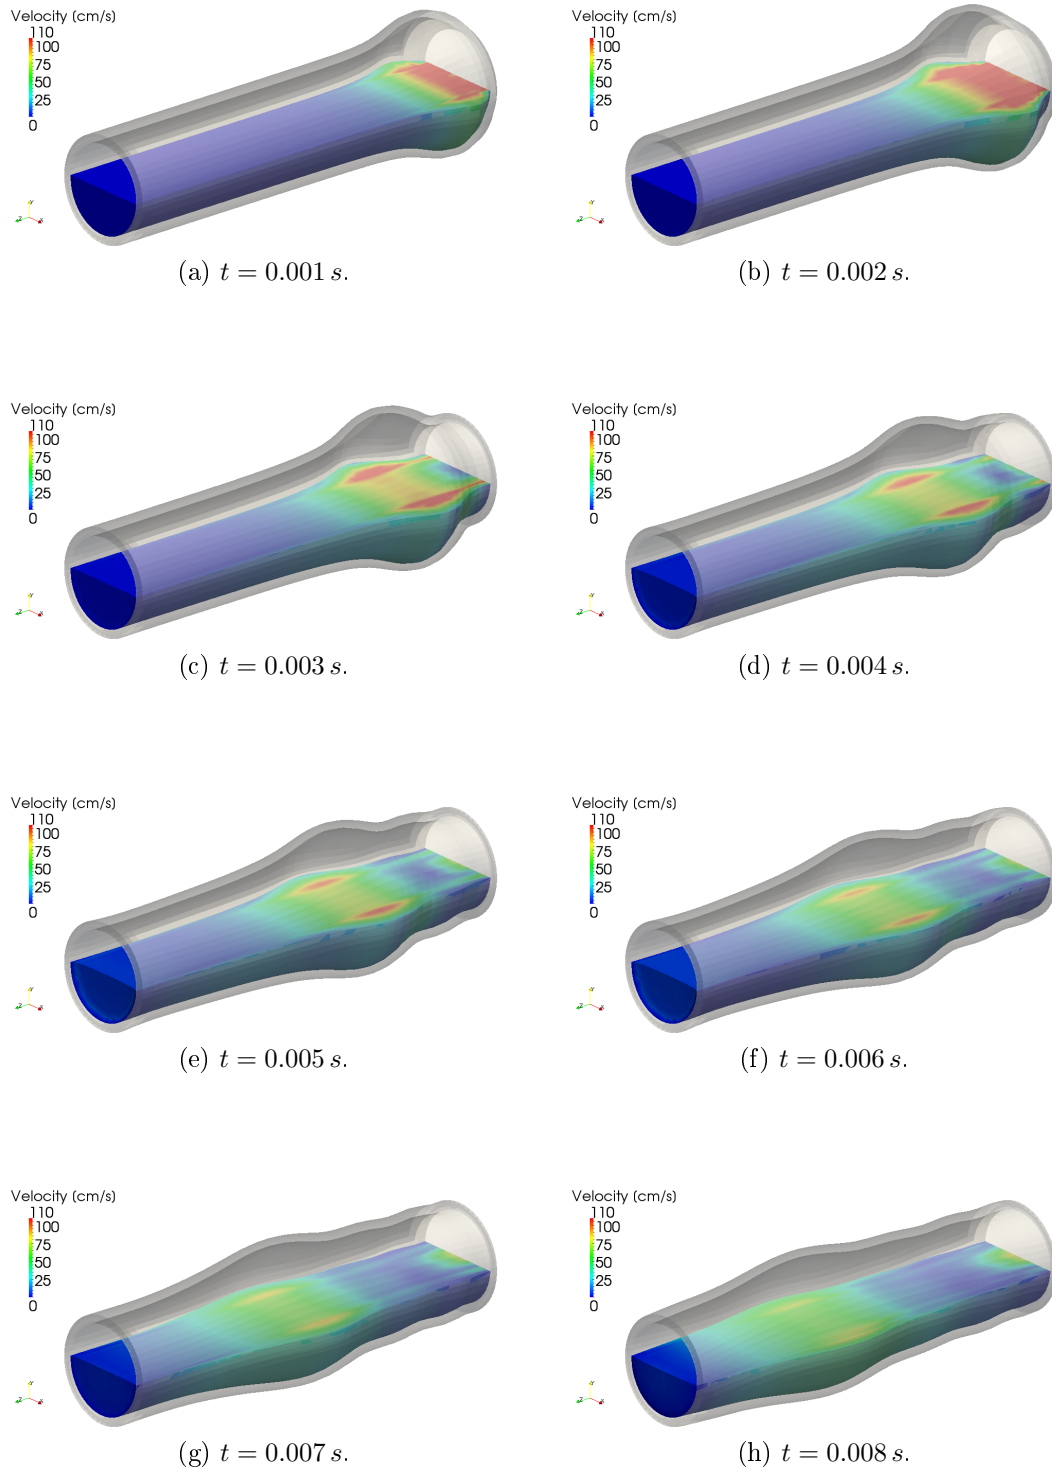 Velocity (cm/s)
110
100
75
50
25
0
Z Y X
(a) t = 0.001 s.
Velocity (cm/s)
110
100
75
50
25
0
Z Y X
(b) t = 0.002 s.
Velocity (cm/s)
110
100
75
50
25
0
Z Y X
(c) t = 0.003 s.
Velocity (cm/s)
110
100
75
50
25
0
Z Y X
(d) t = 0.004 s.
Velocity (cm/s)
110
100
75
50
25
0
Z Y X
(e) t = 0.005 s.
Velocity (cm/s)
110
100
75
50
25
0
Z Y X
(f) t = 0.006 s.
Velocity (cm/s)
110
100
75
50
25
0
Z Y X
(g) t = 0.007 s.
Velocity (cm/s)
110
100
75
50
25
0
Z Y X
(h) t = 0.008 s.